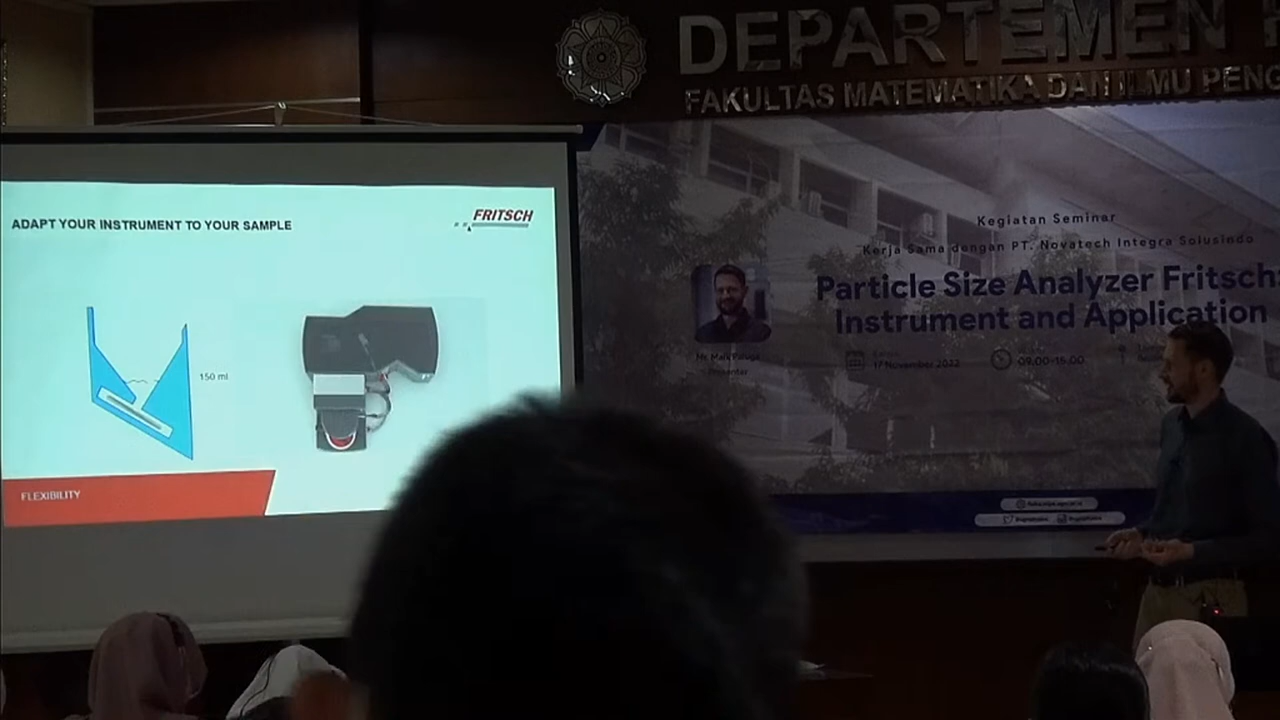 DEPARTEMEN
FAKULTAS MATEMATIKA DAN ILMU PENG
ADAPT YOUR INSTRUMENT TO YOUR SAMPLE
FRITSCH
150 ml
FLEXIBILITY
Kegiatan Seminar
Kerja Sama dengan PT. Novatech Integra Solusindo
Particle Size Analyzer Fritsch:
Instrument and Application
17 November 2022
09.00-15.00